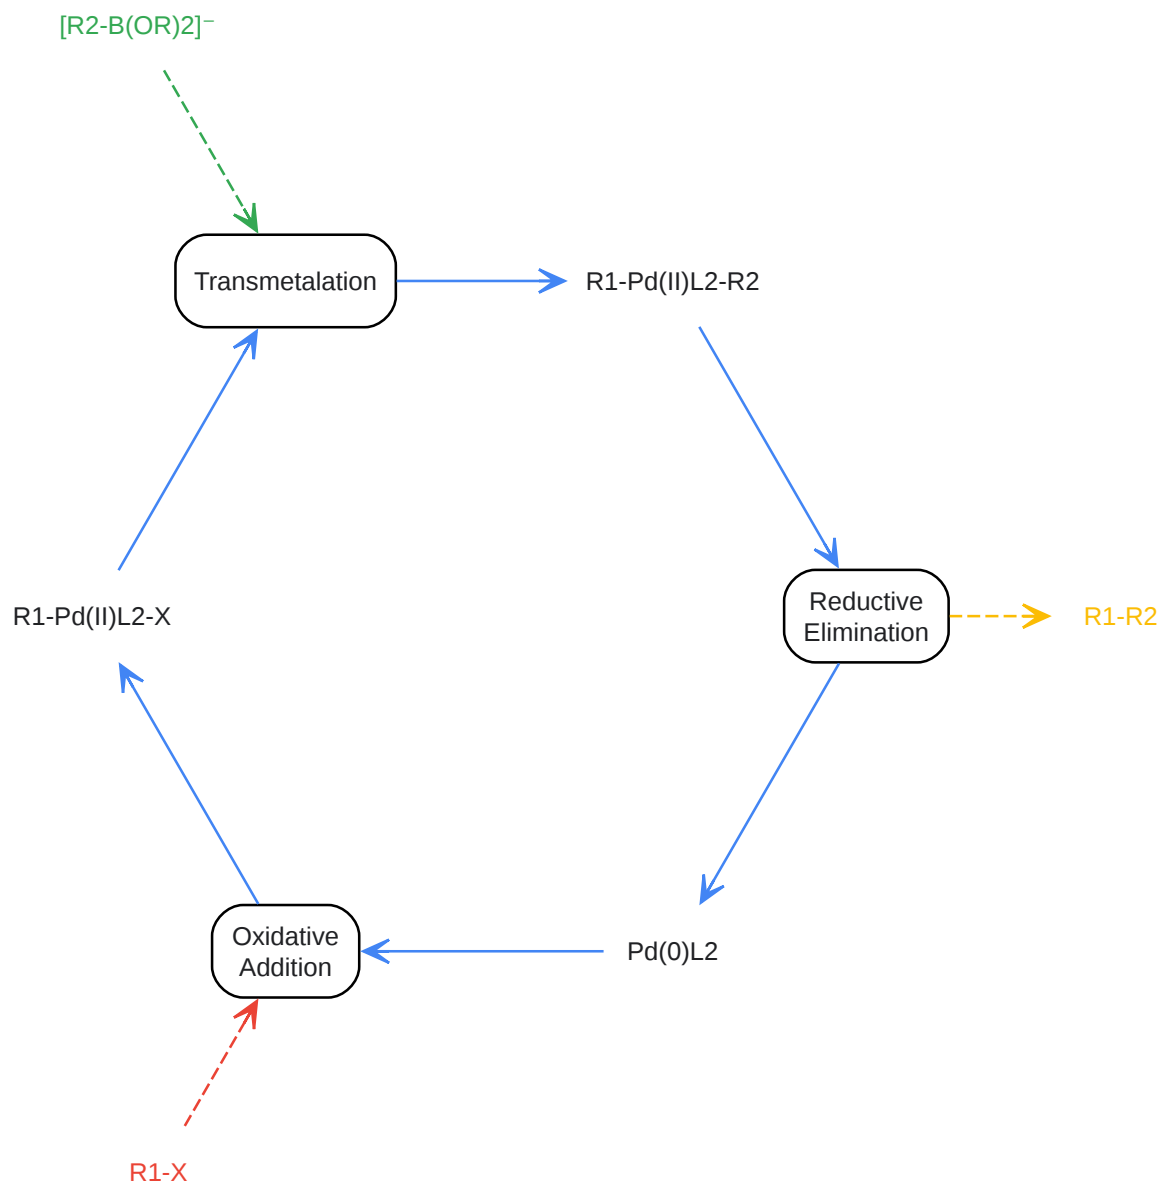 [R2-B(OR)2]⁻
Transmetalation
R1-Pd(II)L2-R2
R1-Pd(II)L2-X
Reductive
Elimination
R1-R2
Oxidative
Addition
Pd(0)L2
R1-X